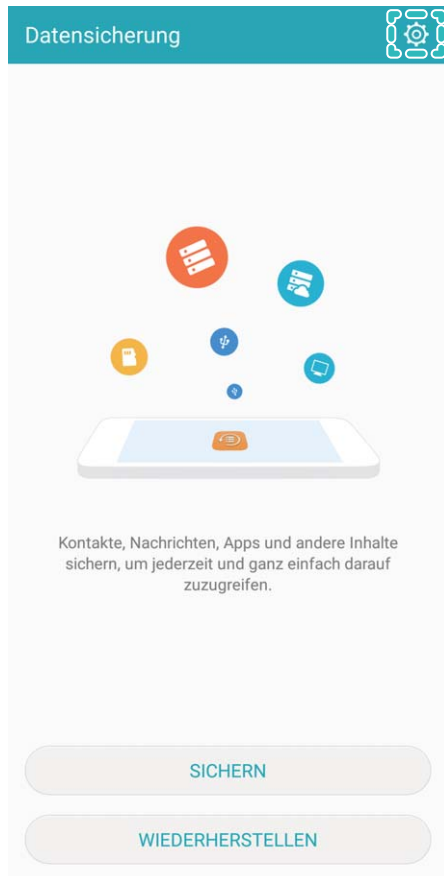 Datensicherung
Kontakte, Nachrichten, Apps und andere Inhalte
sichern, um jederzeit und ganz einfach darauf
zuzugreifen.
SICHERN
WIEDERHERSTELLEN